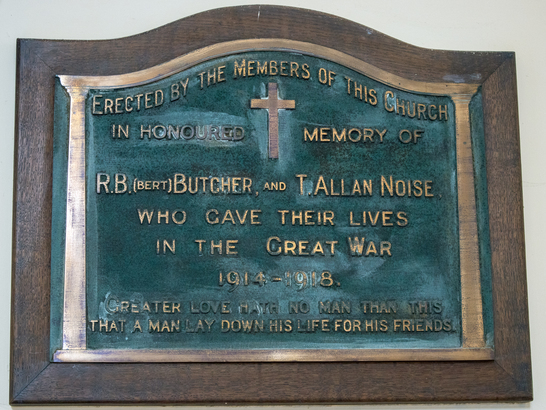 Erected by the Members of this Church
in honoured memory of
R.B.(Bert) Butcher, and T. Allan Noise,
who gave their lives
in the Great War
1914-1918.
Greater love hath no man than this
that a man lay down his life for his friends.